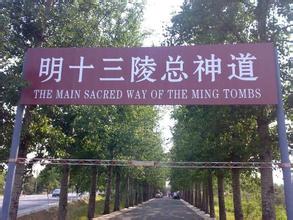 明十三陵总神道
THE MAIN SACRED WAY OF THE MING TOMBS